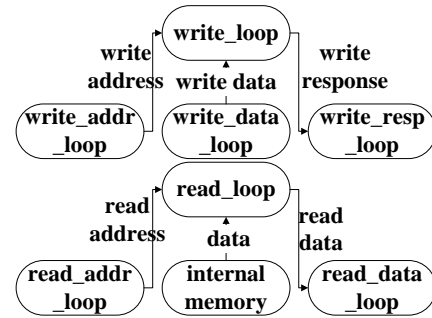 write_loop
write
address
write data
write
response
write_addr
_loop
write_data
_loop
write_resp
_loop
read_loop
read
address
data
read
data
read_addr
_loop
internal
memory
read_data
_loop